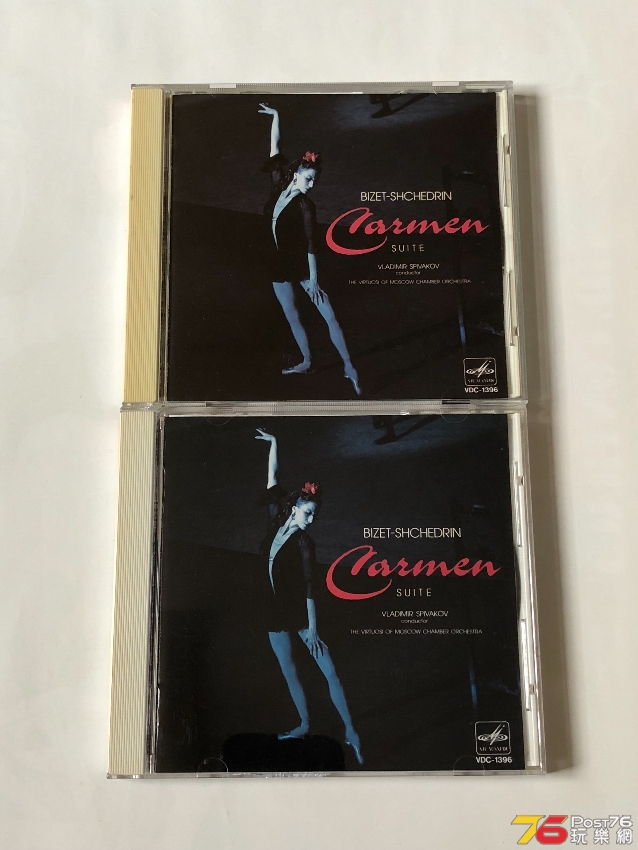 BIZET-SHCHEDRIN
Carmen
SUITE
VLADIMIR SPIVAKOV
conductor
THE VIRTUOSI OF MOSCOW CHAMBER ORCHESTRA
VDC-1396
BIZET-SHCHEDRIN
Carmen
SUITE
VLADIMIR SPIVAKOV
conductor
THE VIRTUOSI OF MOSCOW CHAMBER ORCHESTRA
VDC-1396
76 POST76
玩樂網